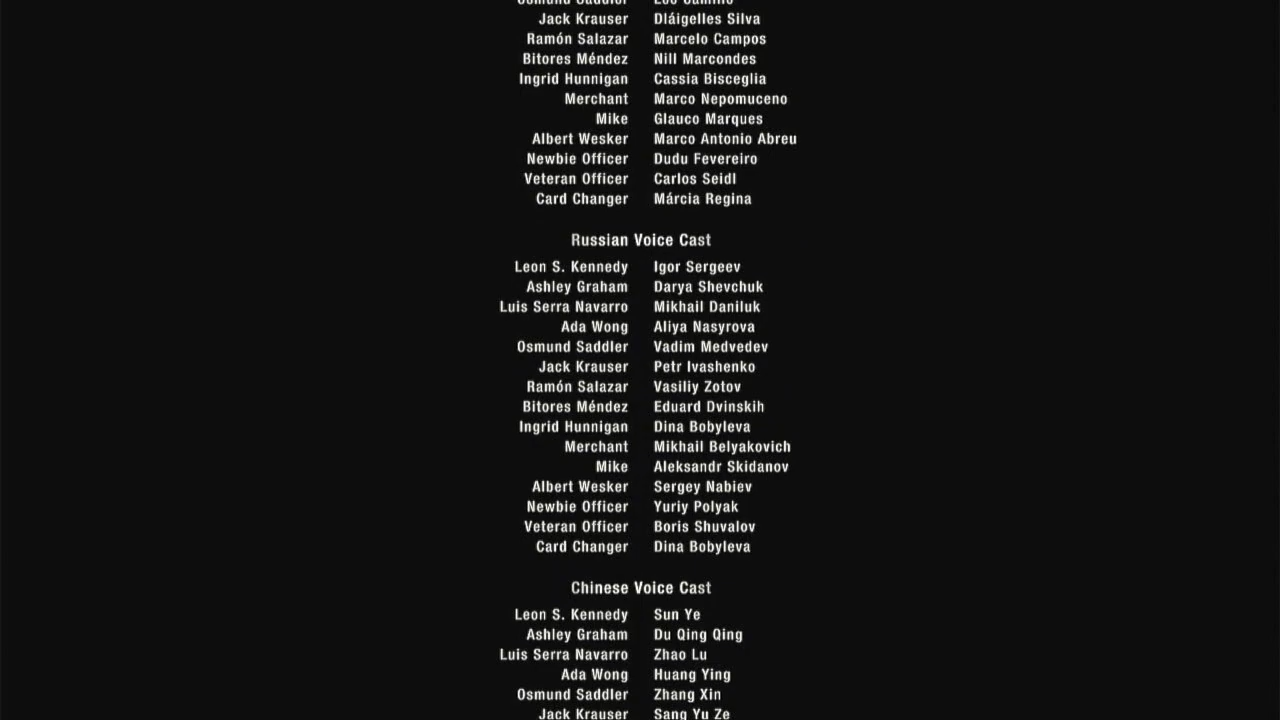 Osmund Saddler Leo Camillo
Jack Krauser Dláigelles Silva
Ramón Salazar Marcelo Campos
Bitores Méndez Nill Marcondes
Ingrid Hunnigan Cassia Bisceglia
Merchant Marco Nepomuceno
Mike Glauco Marques
Albert Wesker Marco Antonio Abreu
Newbie Officer Dudu Fevereiro
Veteran Officer Carlos Seidl
Card Changer Márcia Regina
Russian Voice Cast
Leon S. Kennedy Igor Sergeev
Ashley Graham Darya Shevchuk
Luis Serra Navarro Mikhail Daniluk
Ada Wong Aliya Nasyrova
Osmund Saddler Vadim Medvedev
Jack Krauser Petr Ivashenko
Ramón Salazar Vasiliy Zotov
Bitores Méndez Eduard Dvinskih
Ingrid Hunnigan Dina Bobyleva
Merchant Mikhail Belyakovich
Mike Aleksandr Skidanov
Albert Wesker Sergey Nabiev
Newbie Officer Yuriy Polyak
Veteran Officer Boris Shuvalov
Card Changer Dina Bobyleva
Chinese Voice Cast
Leon S. Kennedy Sun Ye
Ashley Graham Du Qing Qing
Luis Serra Navarro Zhao Lu
Ada Wong Huang Ying
Osmund Saddler Zhang Xin
Jack Krauser Sang Yu Ze